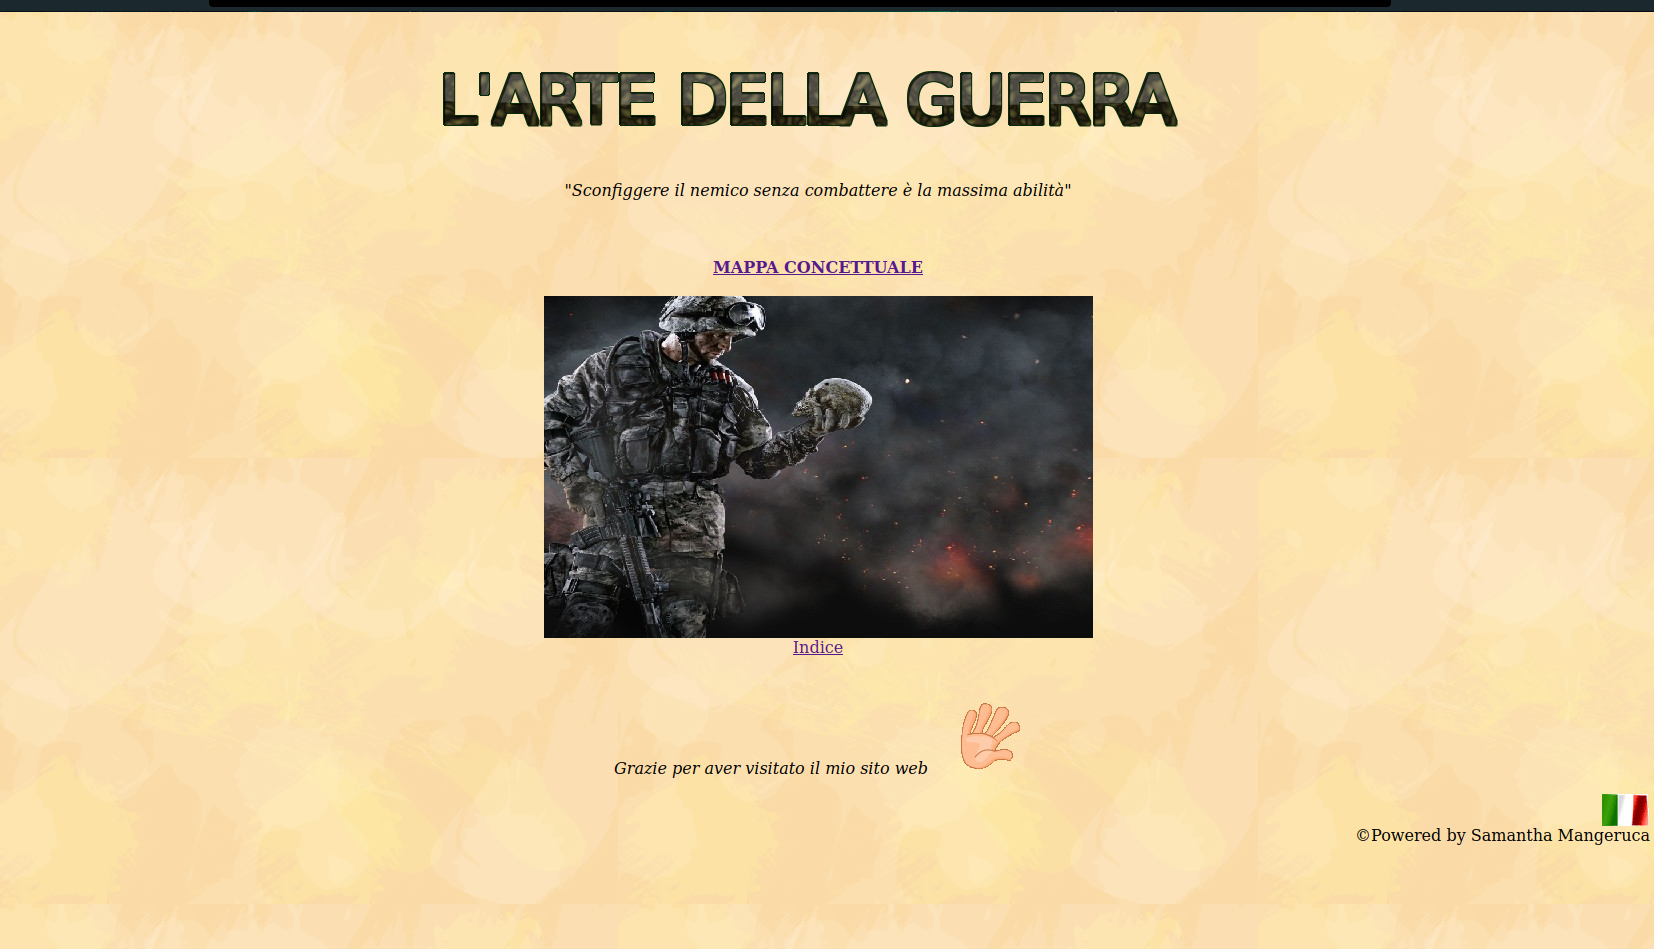 L'ARTE DELLA GUERRA
"Sconfiggere il nemico senza combattere è la massima abilità"
MAPPA CONCETTUALE
Indice
Grazie per aver visitato il mio sito web
©Powered by Samantha Mangeruca